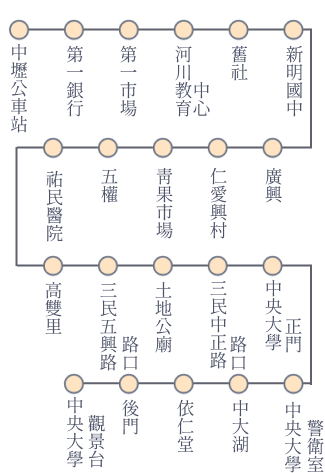 中壢公車站
第一銀行
第一市場
河川教育中心
舊社
新明國中
廣興
仁愛興村
青果市場
五權
祐民醫院
高雙里
三民五興路路口
土地公廟
三民中正路路口
中央大學正門
中央大學警衛室
中大湖
依仁堂
後門
中央大學觀景台